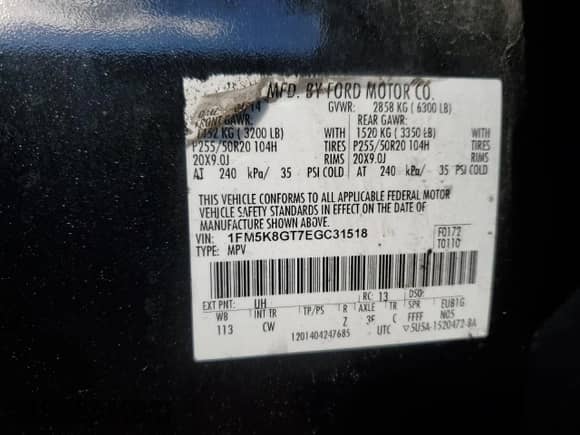 MFD. BY FORD MOTOR CO.
GVWR: 2858 KG ( 6300 LB)
FRONT GAWR: REAR GAWR:
1452 KG ( 3200 LB) WITH 1520 KG ( 3350 LB) WITH
P255/50R20 104H TIRES P255/50R20 104H TIRES
20X9.0J RIMS 20X9.0J RIMS
AT 240 kPa/ 35 PSI COLD AT 240 kPa/ 35 PSI COLD
THIS VEHICLE CONFORMS TO ALL APPLICABLE FEDERAL MOTOR
VEHICLE SAFETY STANDARDS IN EFFECT ON THE DATE OF
MANUFACTURE SHOWN ABOVE.
VIN: 1FM5K8GT7EGC31518 F0172
TYPE: MPV T0110
EXT PNT: UH RC: 13 DSO:
WB INT TR TP/PS R AXLE TR SPR EUB1G
113 CW Z 3F C FFFF N05
1201404247685 UTC 5U5A-1520472-BA